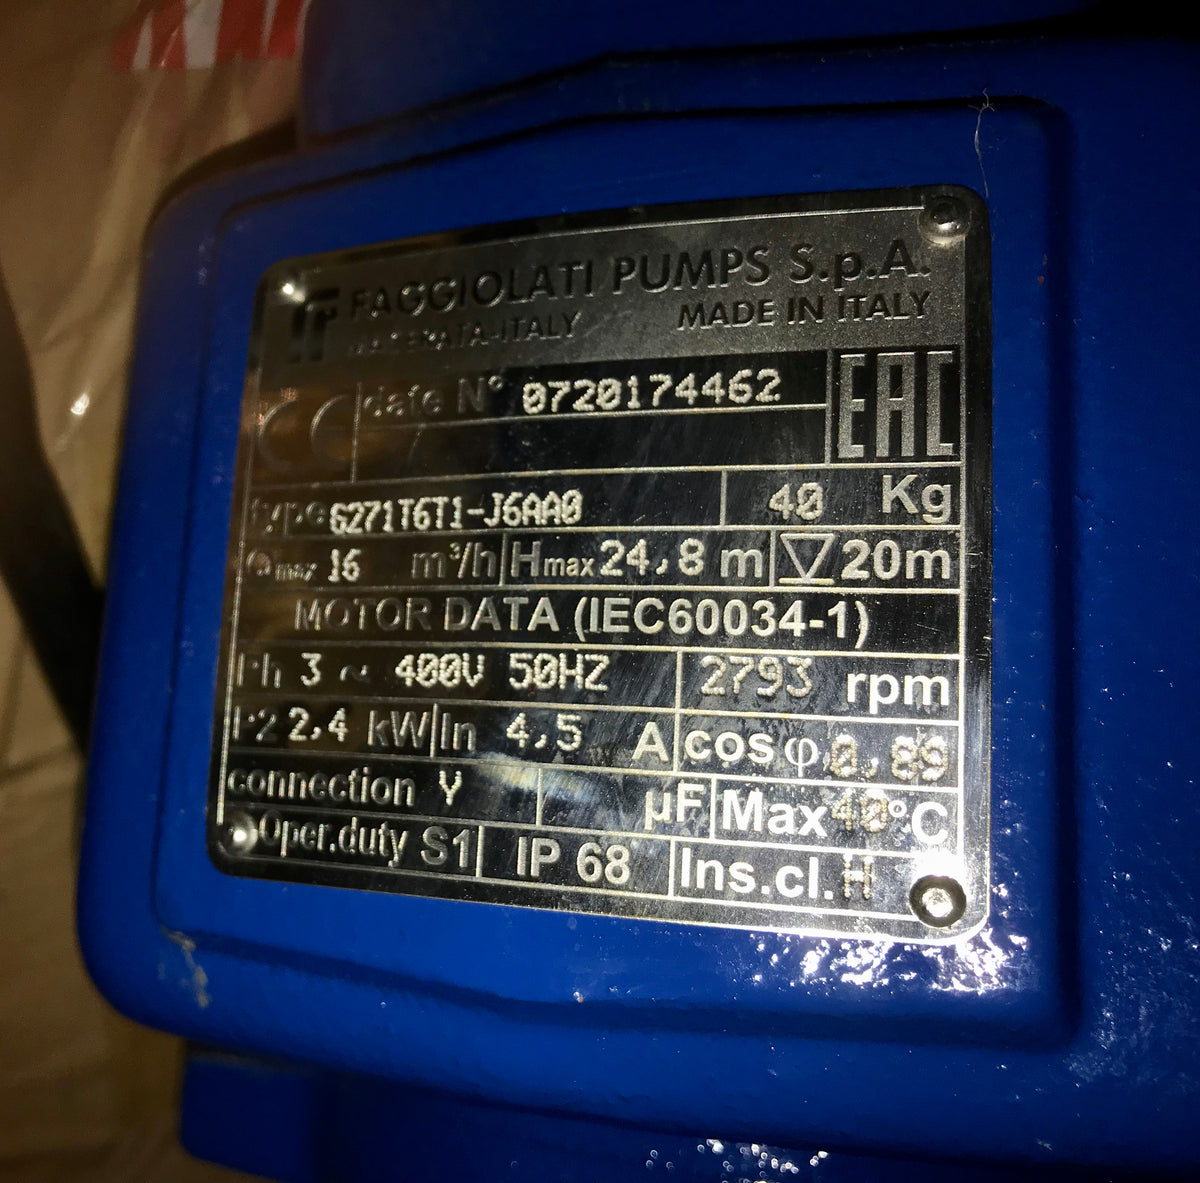 FAGGIOLATI PUMPS S.p.A.
MACERATA-ITALY MADE IN ITALY
CE date N° 0720174462 EAC
type G271T6T1-J6AA0 40 Kg
Qmax 16 m³/h Hmax 24,8 m ▽ 20m
MOTOR DATA (IEC60034-1)
Ph 3 ~ 400V 50HZ 2793 rpm
P2 2,4 kW In 4,5 A cosφ 0,89
connection Y µF Max 40°C
Oper.duty S1 IP 68 Ins.cl. H